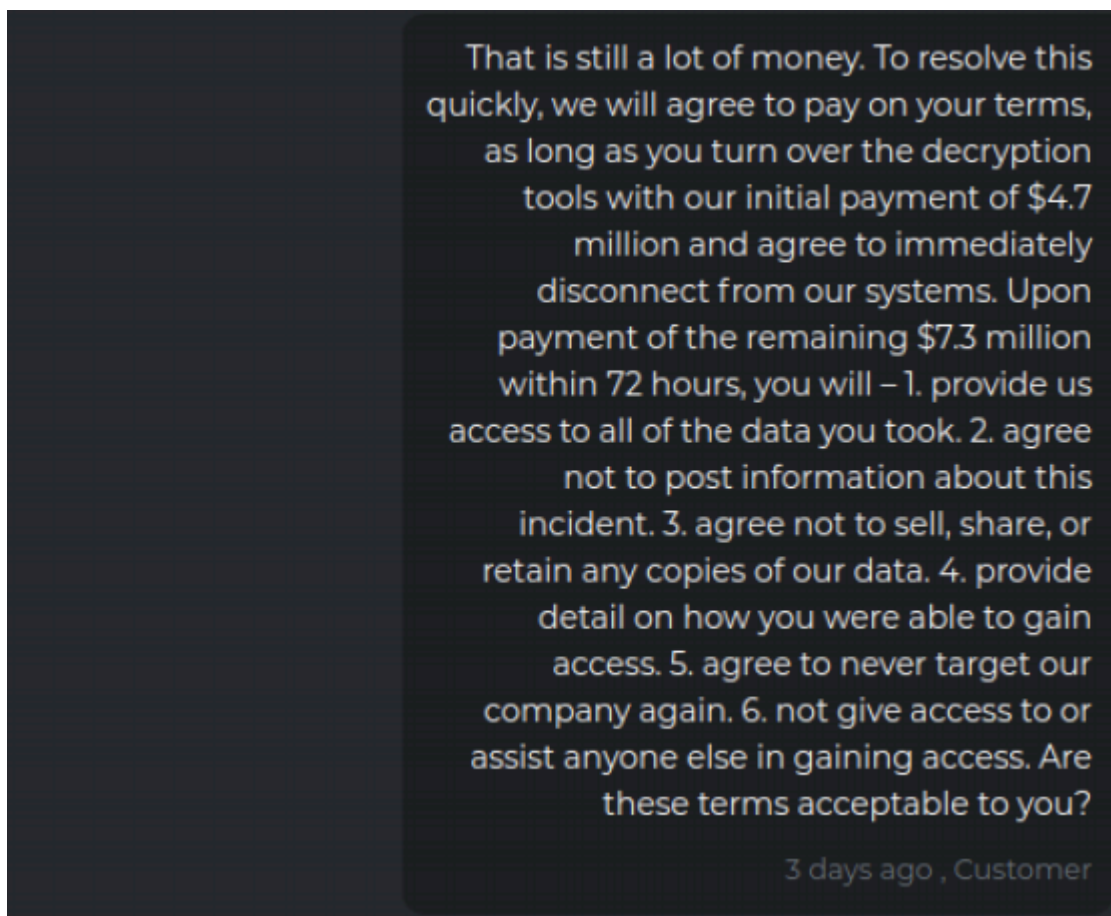 That is still a lot of money. To resolve this
quickly, we will agree to pay on your terms,
as long as you turn over the decryption
tools with our initial payment of $4.7
million and agree to immediately
disconnect from our systems. Upon
payment of the remaining $7.3 million
within 72 hours, you will – 1. provide us
access to all of the data you took. 2. agree
not to post information about this
incident. 3. agree not to sell, share, or
retain any copies of our data. 4. provide
detail on how you were able to gain
access. 5. agree to never target our
company again. 6. not give access to or
assist anyone else in gaining access. Are
these terms acceptable to you?
3 days ago , Customer